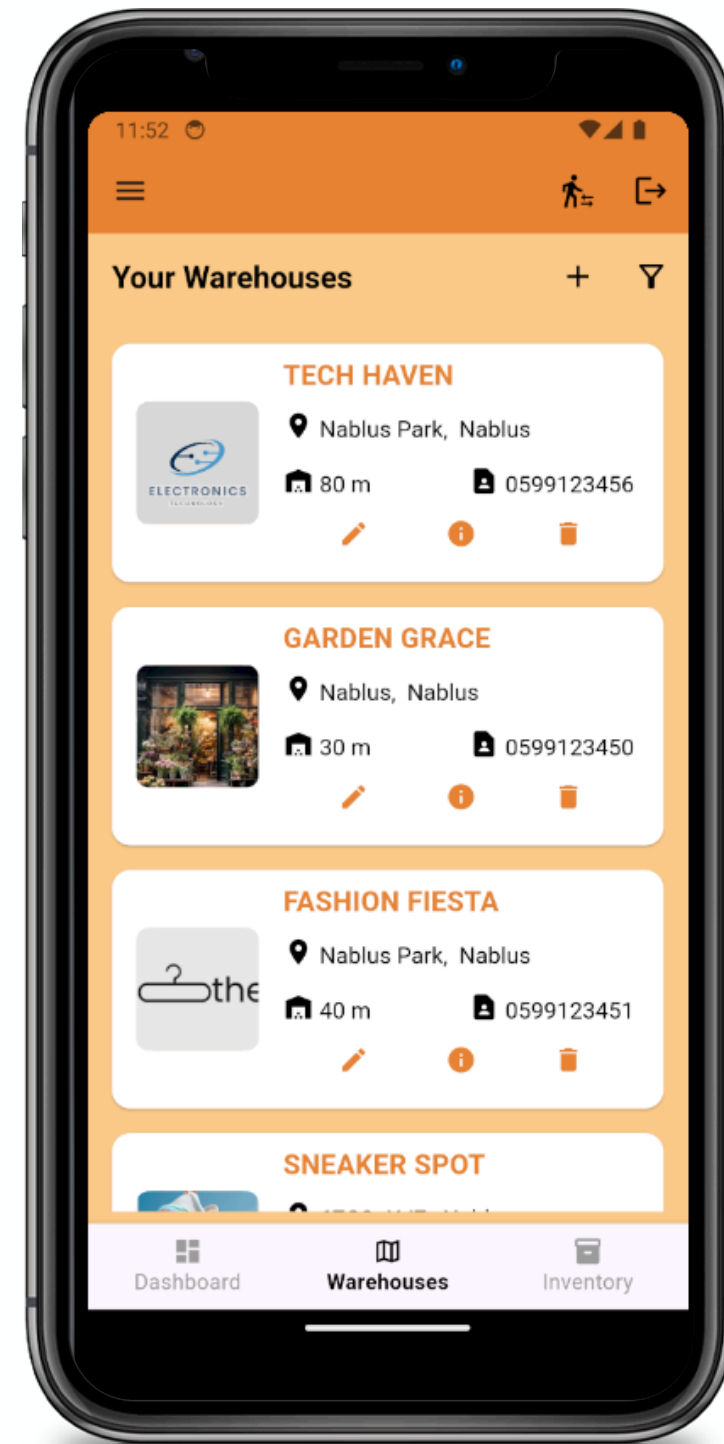 11:52
Your Warehouses
TECH HAVEN
Nablus Park, Nablus
ELECTRONICS
80 m 0599123456
GARDEN GRACE
Nablus, Nablus
30 m 0599123450
FASHION FIESTA
Nablus Park, Nablus
the
40 m 0599123451
SNEAKER SPOT
Dashboard Warehouses Inventory